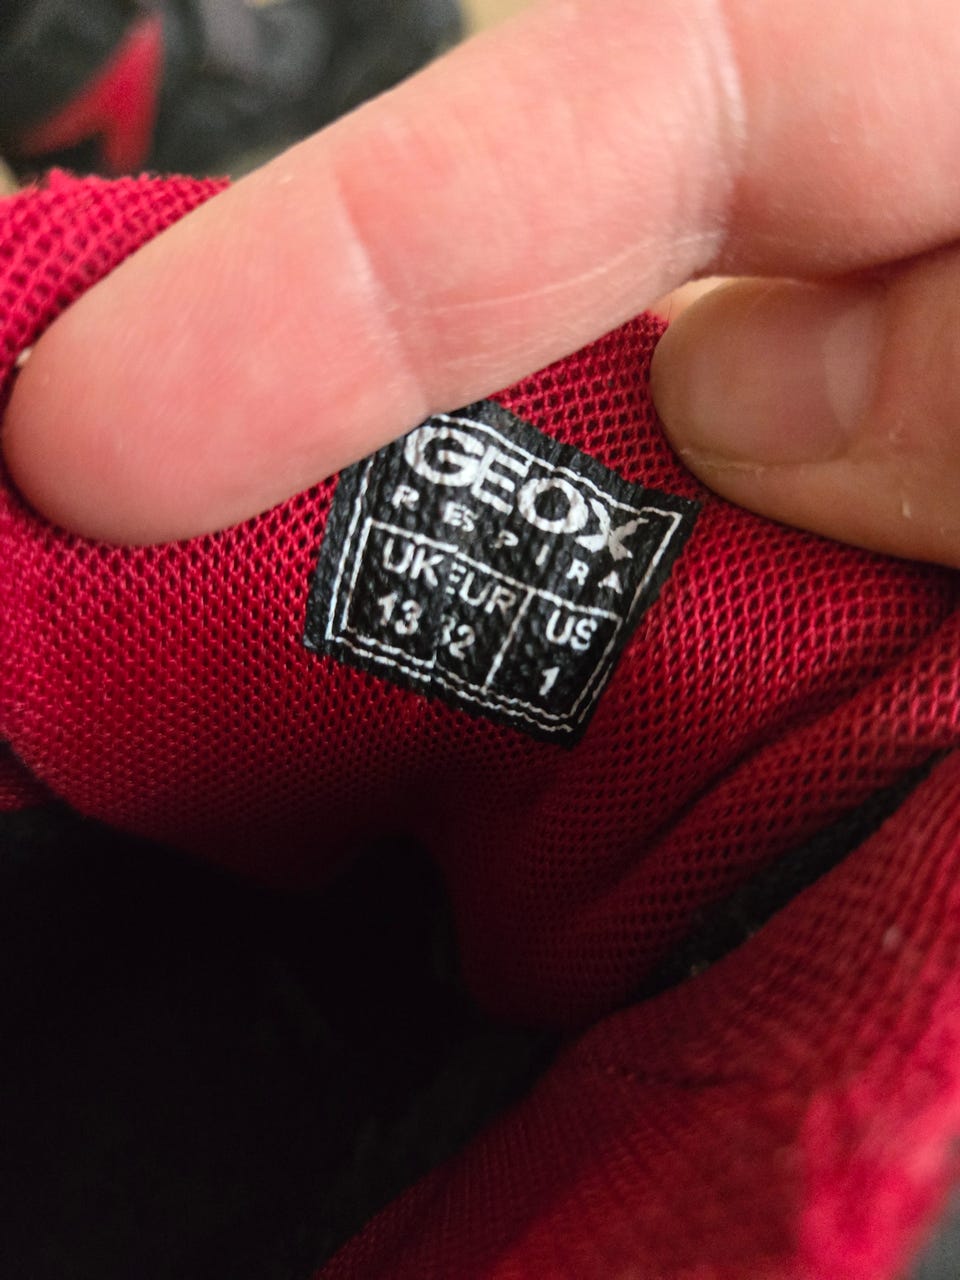 GEOX
RESPIRA
UK EUR US
13 32 1